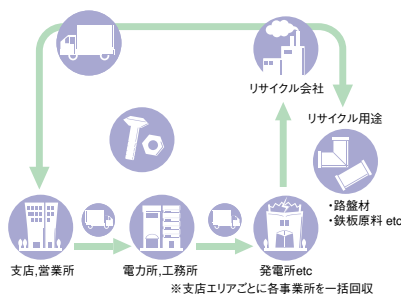 リサイクル会社
リサイクル用途
・路盤材
・鉄板原料 etc
支店,営業所
電力所,工務所
発電所etc
※支店エリアごとに各事業所を一括回収